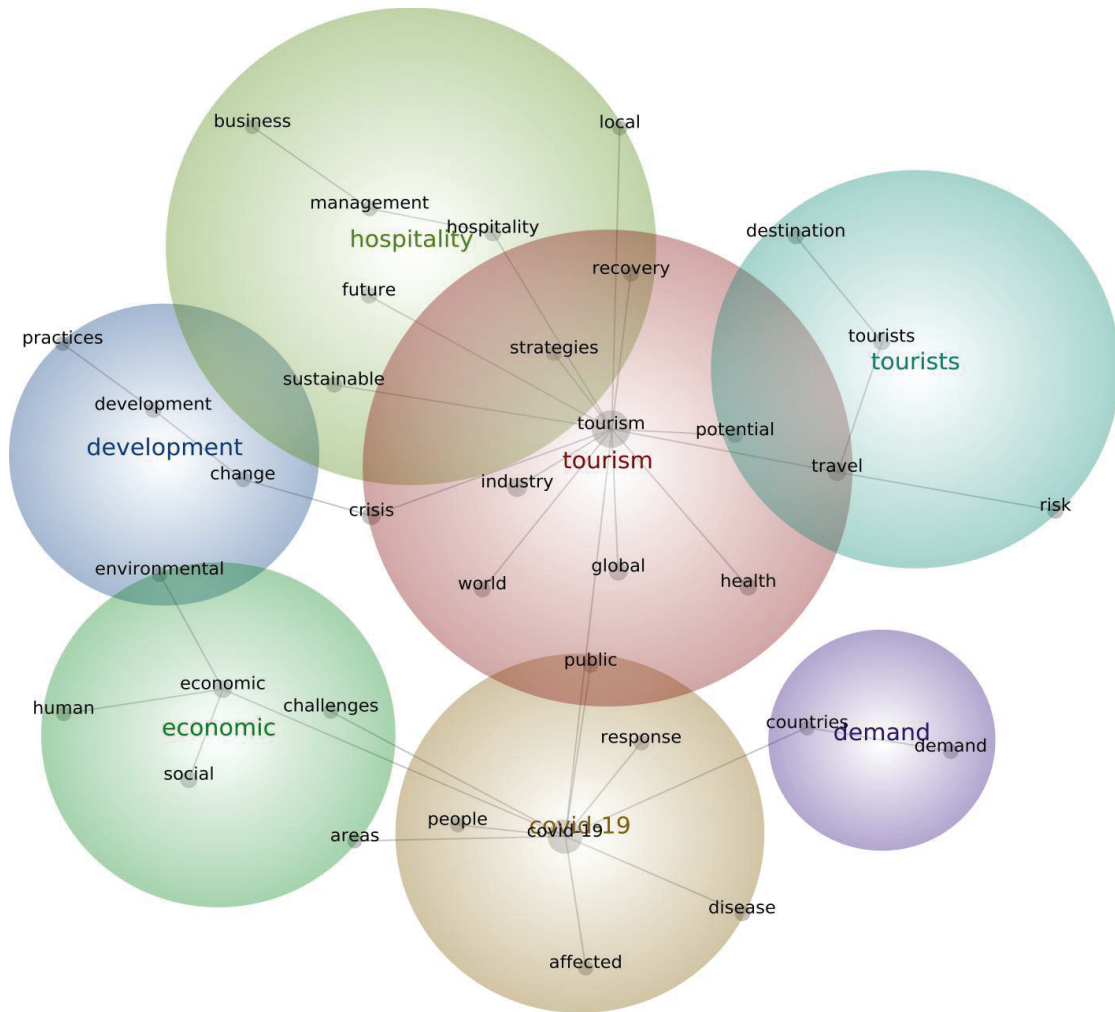 business
local
management
hospitality
hospitality
destination
recovery
future
practices
strategies
tourists
tourists
sustainable
development
development
tourism
potential
tourism
change
industry
travel
crisis
risk
environmental
world
global
health
public
economic
human
challenges
economic
countries
demand
response
demand
social
people
covid-19
covid-19
areas
disease
affected